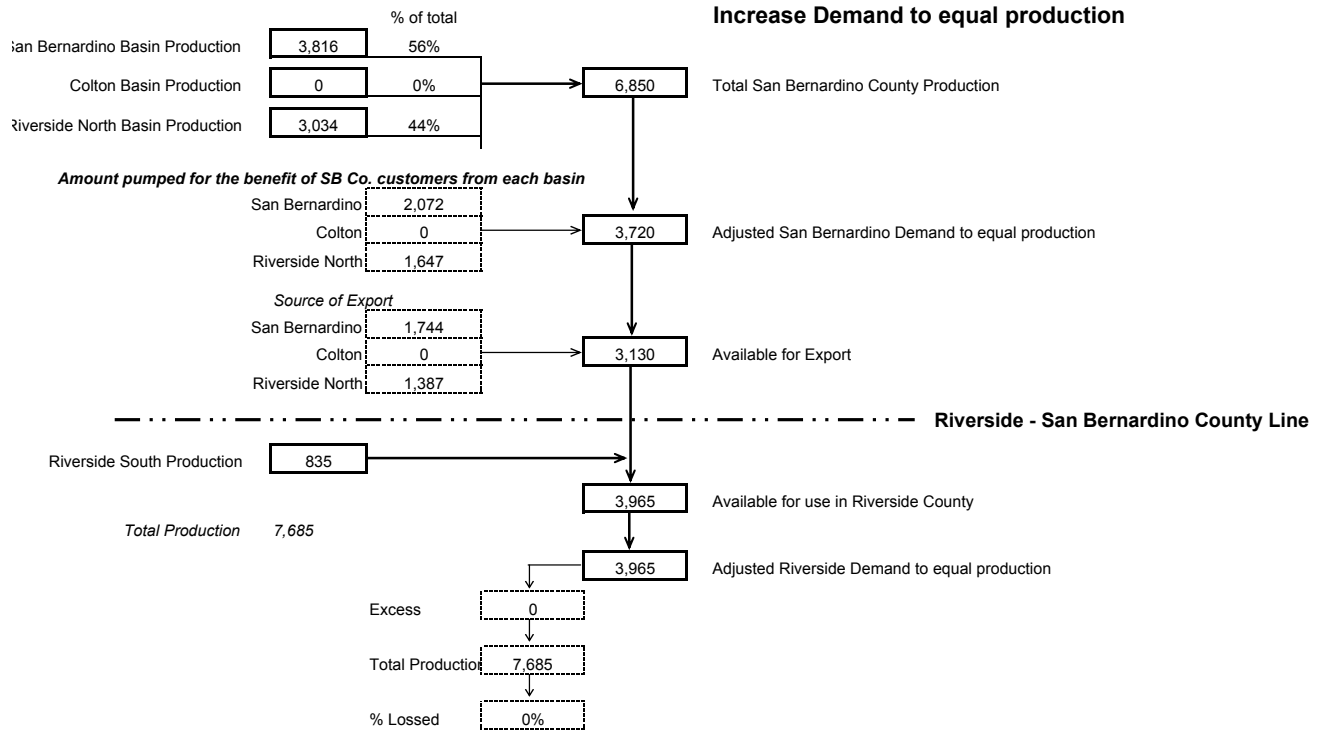 % of total
Increase Demand to equal production
San Bernardino Basin Production 3,816 56%
Colton Basin Production 0 0% 6,850 Total San Bernardino County Production
Riverside North Basin Production 3,034 44%
Amount pumped for the benefit of SB Co. customers from each basin
San Bernardino 2,072
Colton 0 3,720 Adjusted San Bernardino Demand to equal production
Riverside North 1,647
Source of Export
San Bernardino 1,744
Colton 0 3,130 Available for Export
Riverside North 1,387
Riverside - San Bernardino County Line
Riverside South Production 835
3,965 Available for use in Riverside County
Total Production 7,685
3,965 Adjusted Riverside Demand to equal production
Excess 0
Total Production 7,685
% Lossed 0%